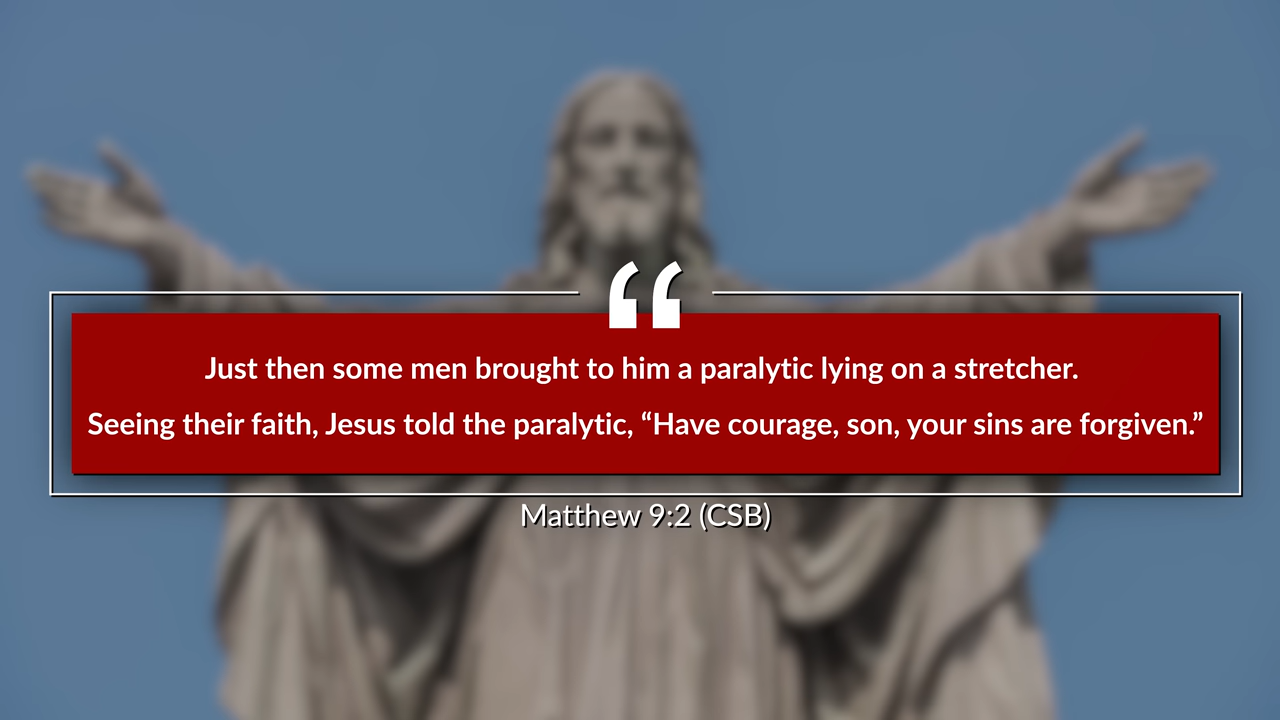 “
Just then some men brought to him a paralytic lying on a stretcher.
Seeing their faith, Jesus told the paralytic, “Have courage, son, your sins are forgiven.”
Matthew 9:2 (CSB)